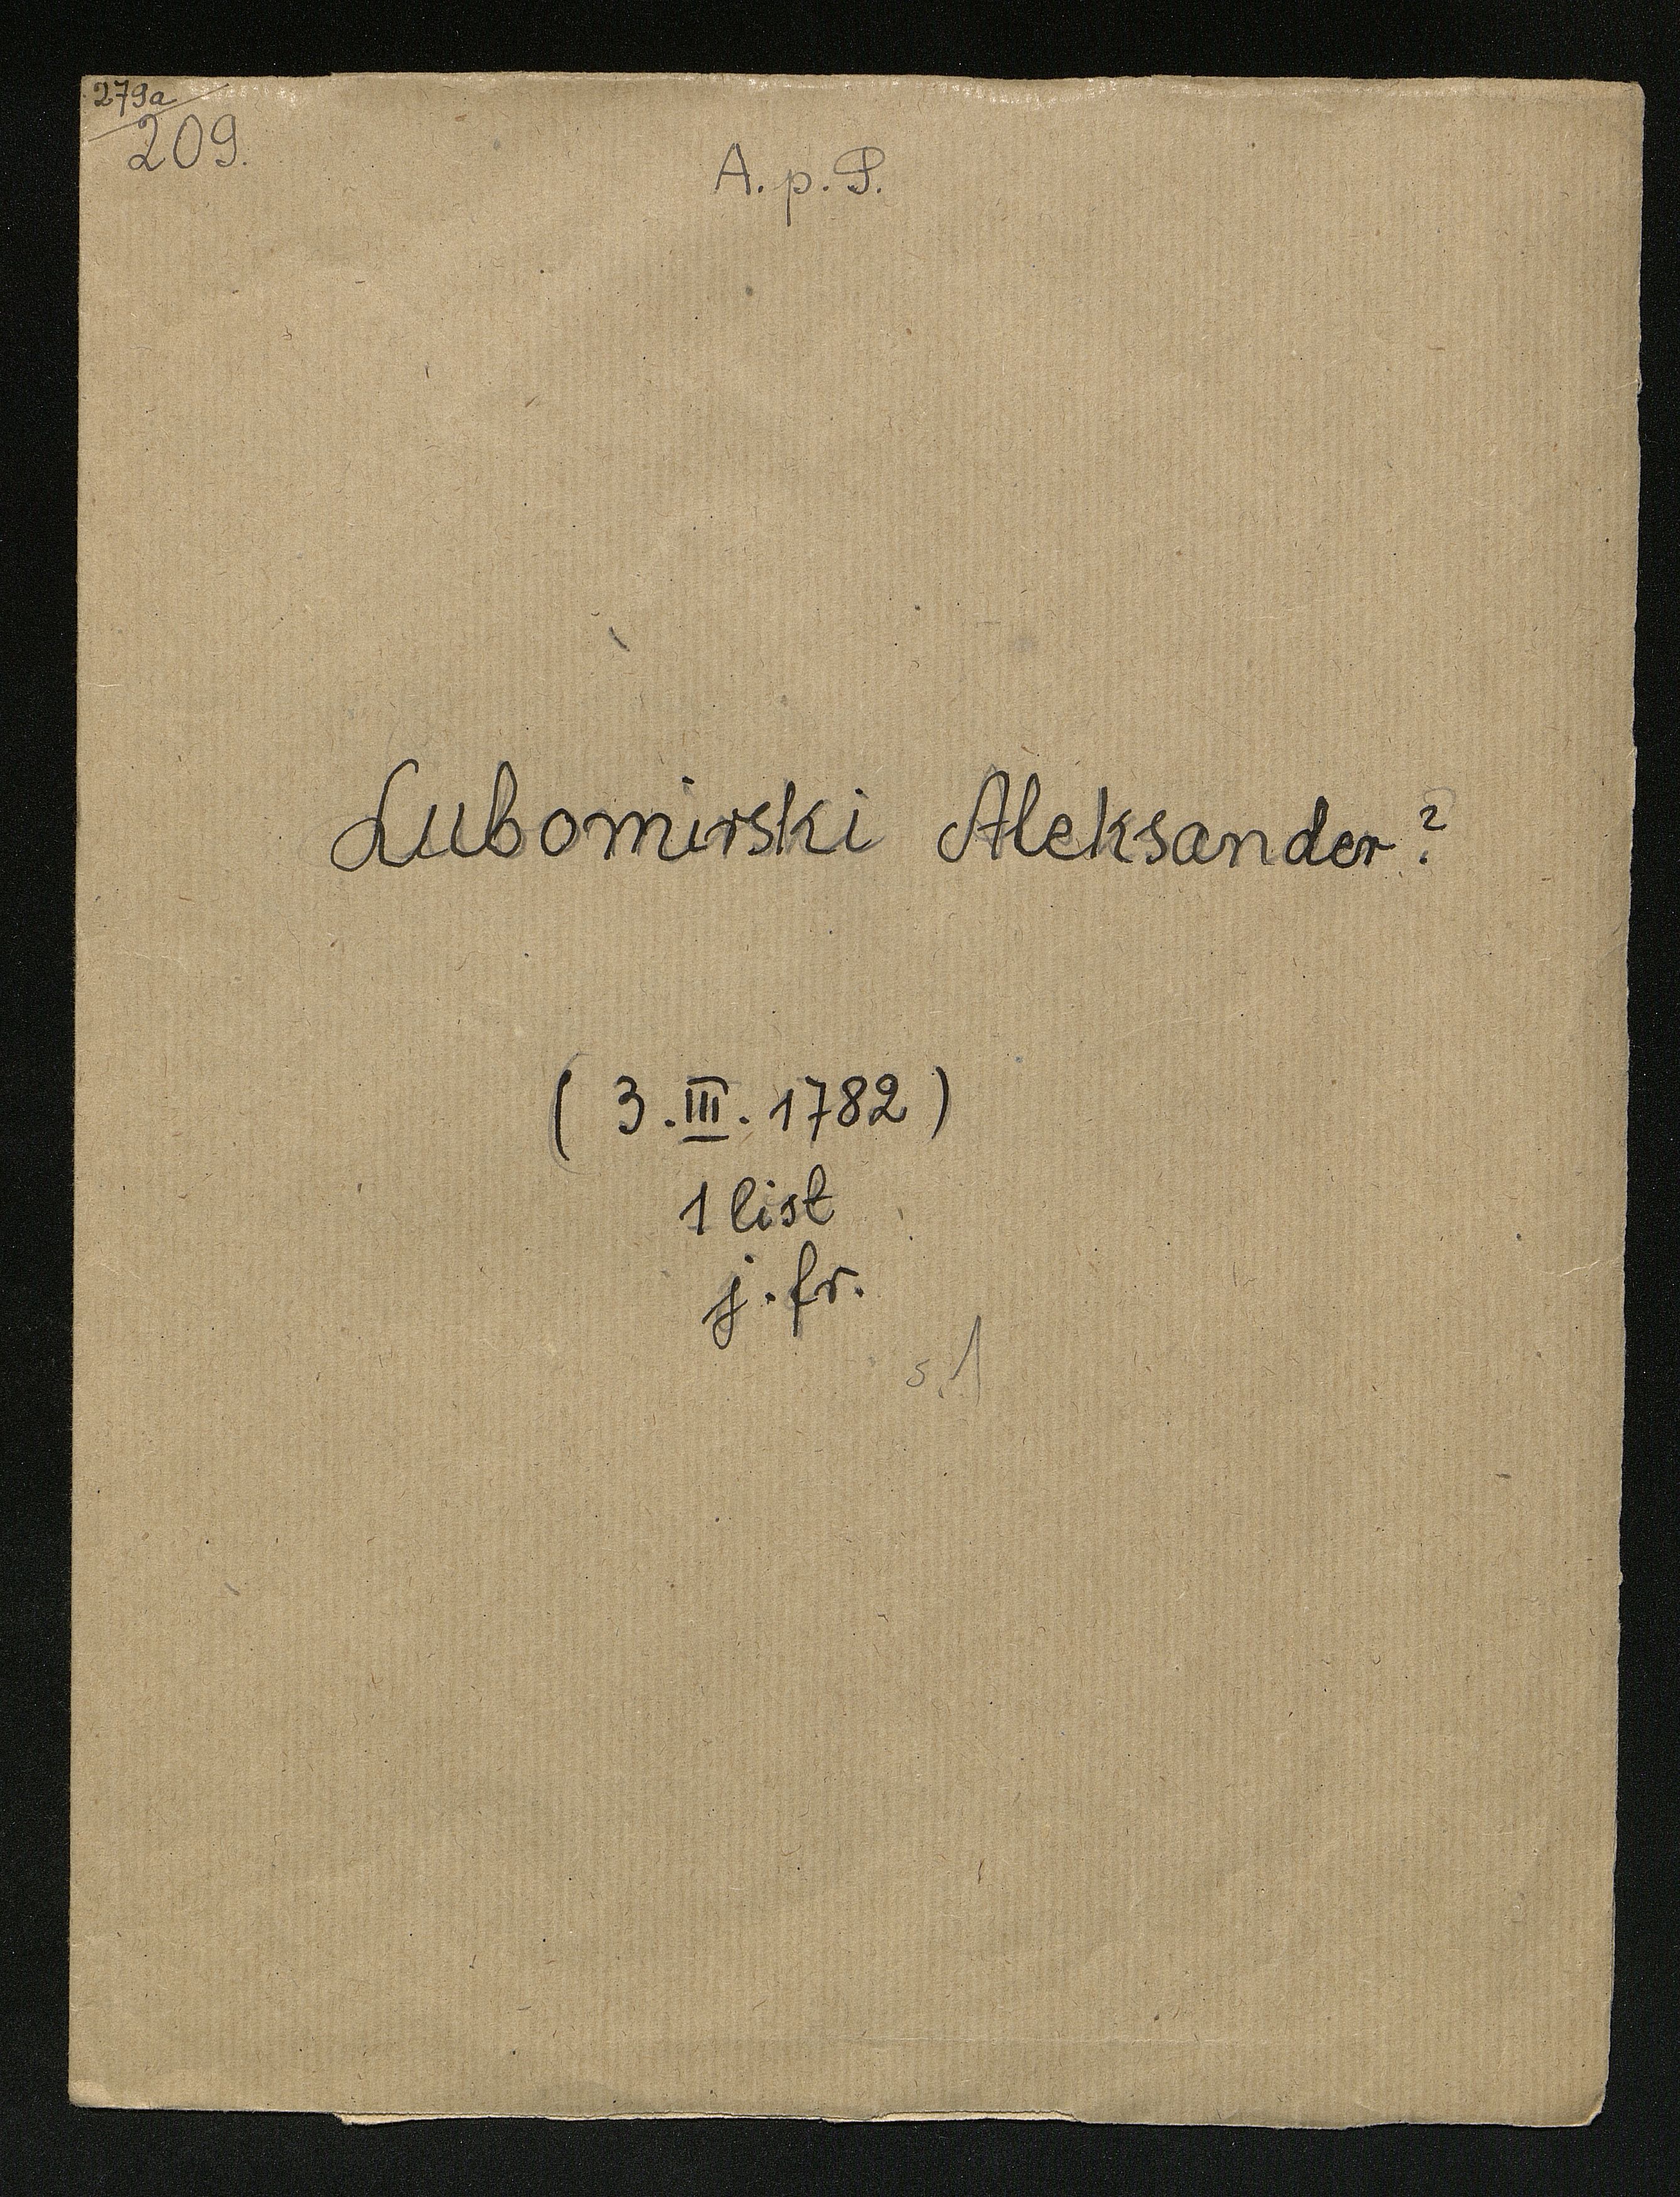 279a
209.
A. p. P.
Lubomirski Aleksander?
( 3. III. 1782 )
1 list
j. fr.
s. 1